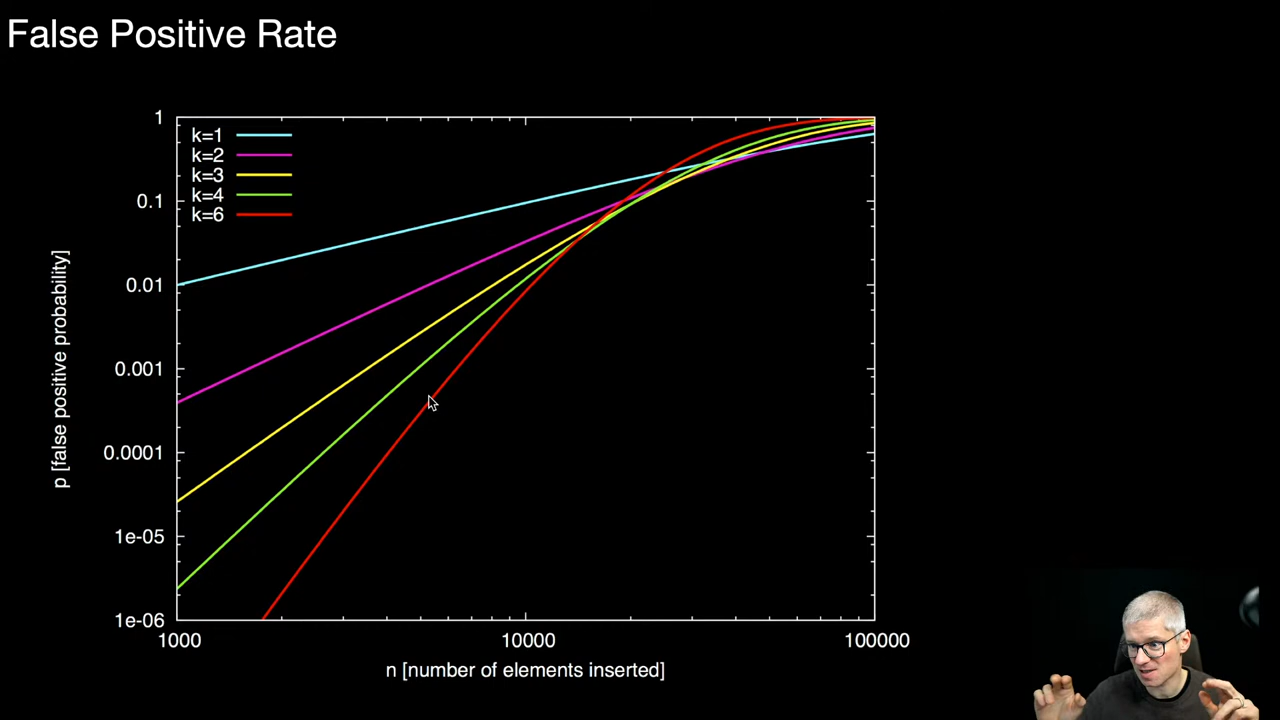 False Positive Rate
1
k=1
k=2
k=3
0.1
k=4
k=6
0.01
0.001
0.0001
1e-05
1e-06
p [false positive probability]
1000
10000
100000
n [number of elements inserted]